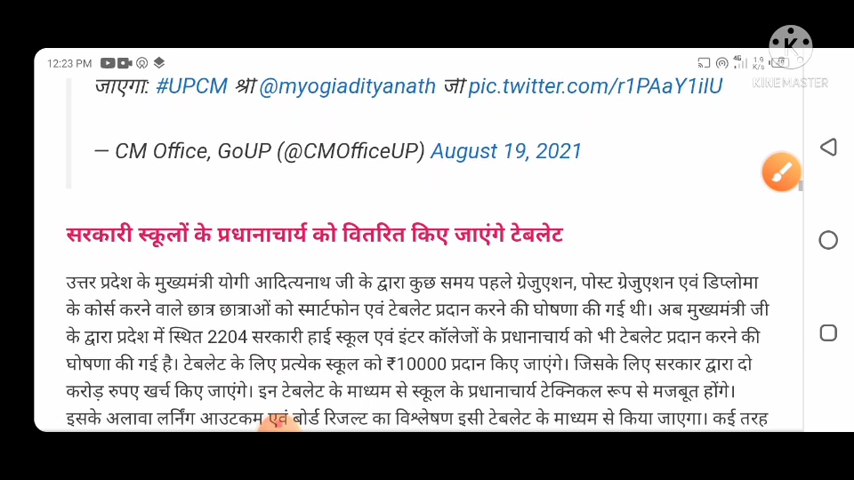 12:23 PM
KINEMASTER
जाएगा: #UPCM श्री @myogiadityanath जी pic.twitter.com/r1PAaY1iIU
— CM Office, GoUP (@CMOfficeUP) August 19, 2021
सरकारी स्कूलों के प्रधानाचार्य को वितरित किए जाएंगे टेबलेट
उत्तर प्रदेश के मुख्यमंत्री योगी आदित्यनाथ जी के द्वारा कुछ समय पहले ग्रेजुएशन, पोस्ट ग्रेजुएशन एवं डिप्लोमा
के कोर्स करने वाले छात्र छात्राओं को स्मार्टफोन एवं टेबलेट प्रदान करने की घोषणा की गई थी। अब मुख्यमंत्री जी
के द्वारा प्रदेश में स्थित 2204 सरकारी हाई स्कूल एवं इंटर कॉलेजों के प्रधानाचार्य को भी टेबलेट प्रदान करने की
घोषणा की गई है। टेबलेट के लिए प्रत्येक स्कूल को ₹10000 प्रदान किए जाएंगे। जिसके लिए सरकार द्वारा दो
करोड़ रुपए खर्च किए जाएंगे। इन टेबलेट के माध्यम से स्कूल के प्रधानाचार्य टेक्निकल रूप से मजबूत होंगे।
इसके अलावा लर्निंग आउटकम एवं बोर्ड रिजल्ट का विश्लेषण इसी टेबलेट के माध्यम से किया जाएगा। कई तरह